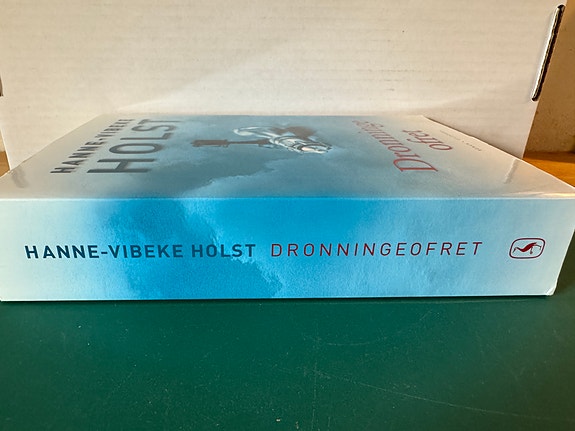 HANNE-VIBEKE
HOLST
Dronninge
ofret
HANNE-VIBEKE HOLST DRONNINGEOFRET